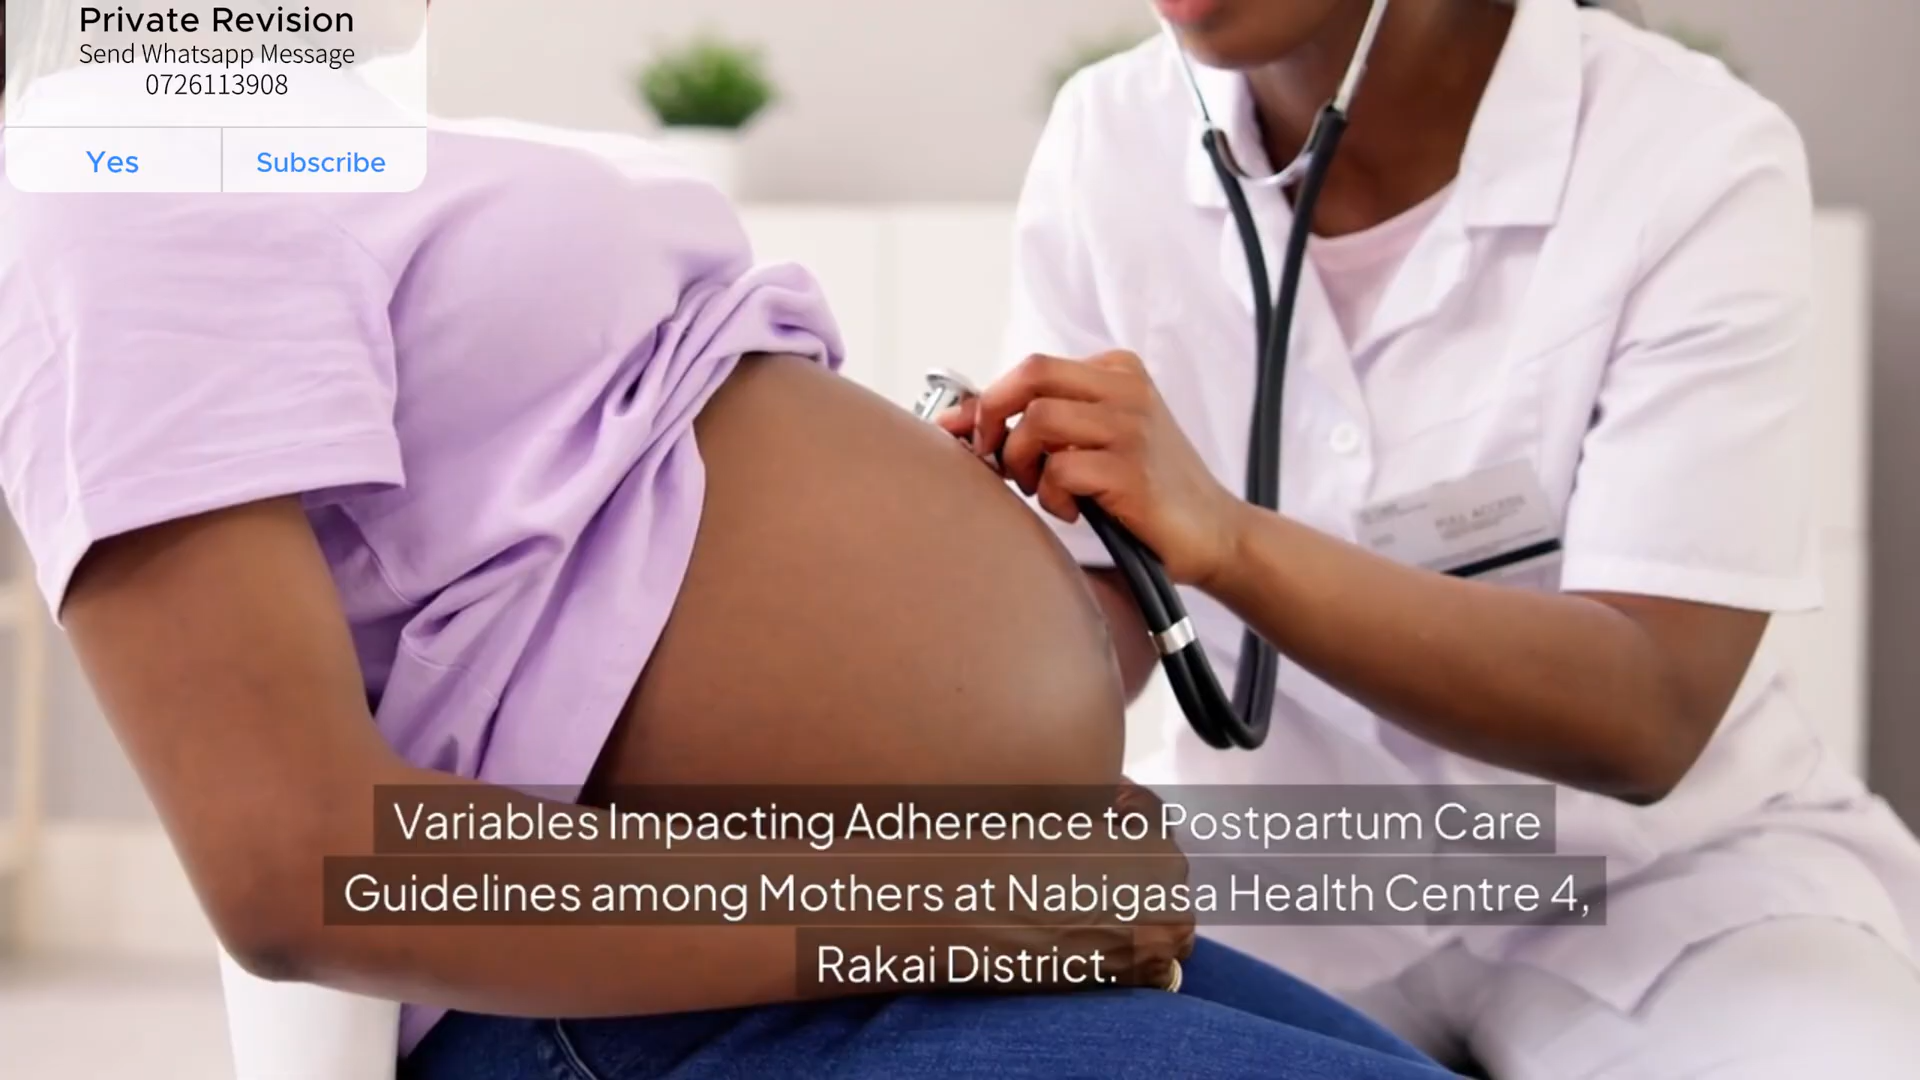 Private Revision
Send Whatsapp Message
0726113908
Yes
Subscribe
Variables Impacting Adherence to Postpartum Care
Guidelines among Mothers at Nabigasa Health Centre 4,
Rakai District.